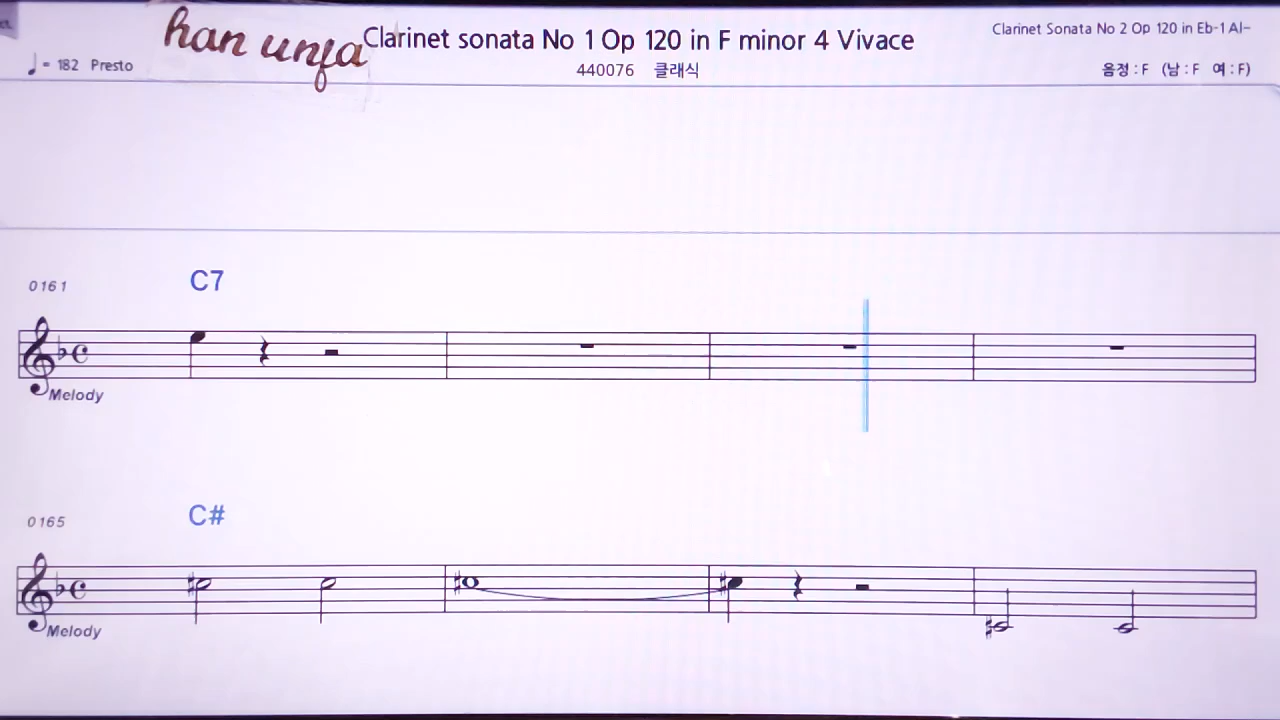 han unja
Clarinet sonata No 1 Op 120 in F minor 4 Vivace
Clarinet Sonata No 2 Op 120 in Eb-1 Al-
= 182 Presto
440076 클래식
음정 : F (남 : F 여 : F)
0161
C7
Melody
0165
C#
Melody